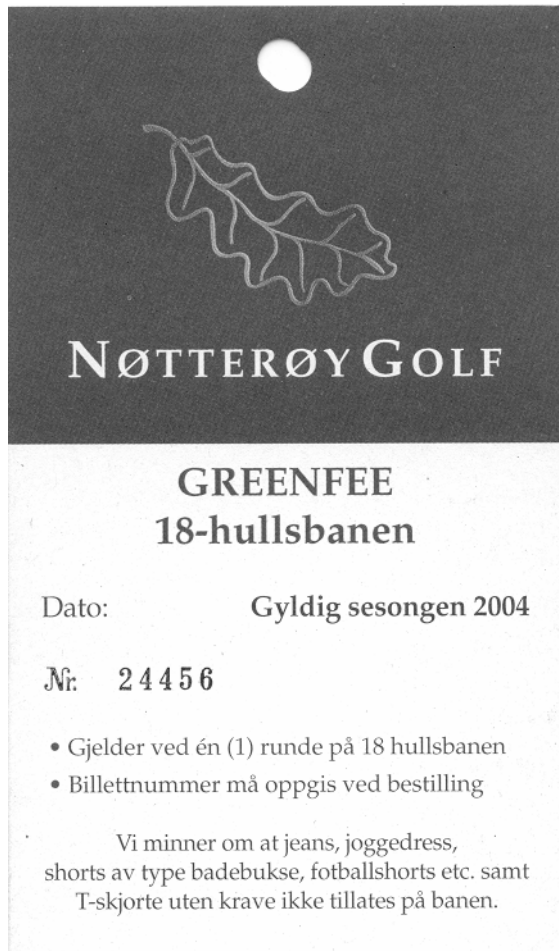 NØTTERØY GOLF
GREENFEE
18-hullsbanen
Dato: Gyldig sesongen 2004
Nr. 24456
• Gjelder ved én (1) runde på 18 hullsbanen
• Billettnummer må oppgis ved bestilling
Vi minner om at jeans, joggedress,
shorts av type badebukse, fotballshorts etc. samt
T-skjorte uten krave ikke tillates på banen.